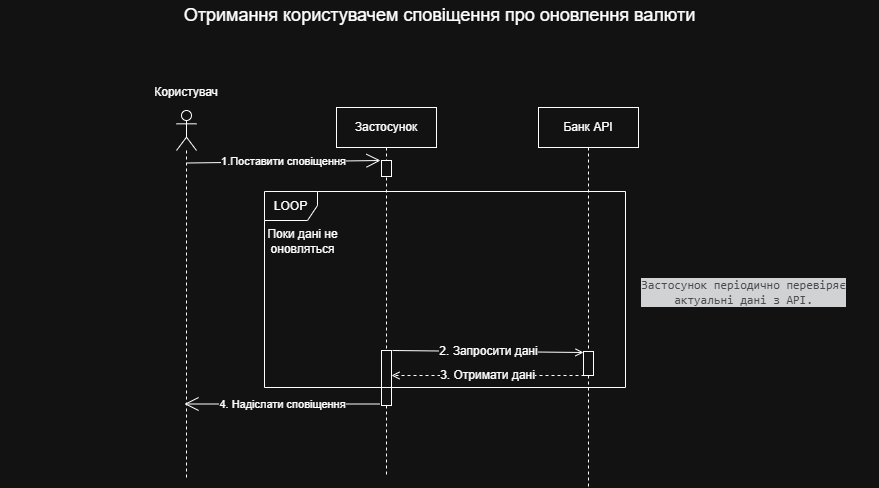 Отримання користувачем сповіщення про оновлення валюти
Користувач
Застосунок
Банк API
1.Поставити сповіщення
LOOP
Поки дані не
оновляться
Застосунок періодично перевіряє
актуальні дані з API.
2. Запросити дані
3. Отримати дані
4. Надіслати сповіщення